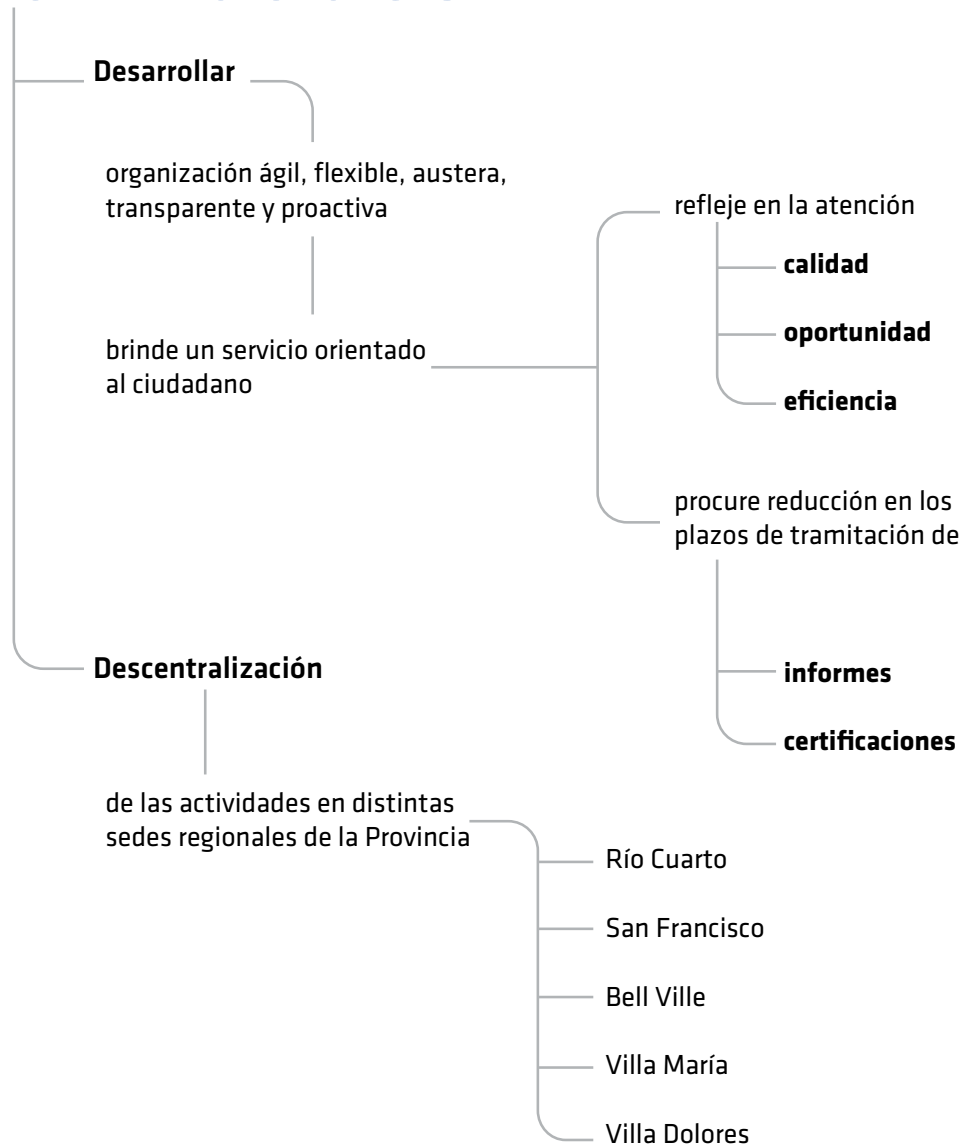 Desarrollar
organización ágil, flexible, austera,
transparente y proactiva
brinde un servicio orientado
al ciudadano
refleje en la atención
calidad
oportunidad
eficiencia
procure reducción en los
plazos de tramitación de
informes
certificaciones
Descentralización
de las actividades en distintas
sedes regionales de la Provincia
Río Cuarto
San Francisco
Bell Ville
Villa María
Villa Dolores